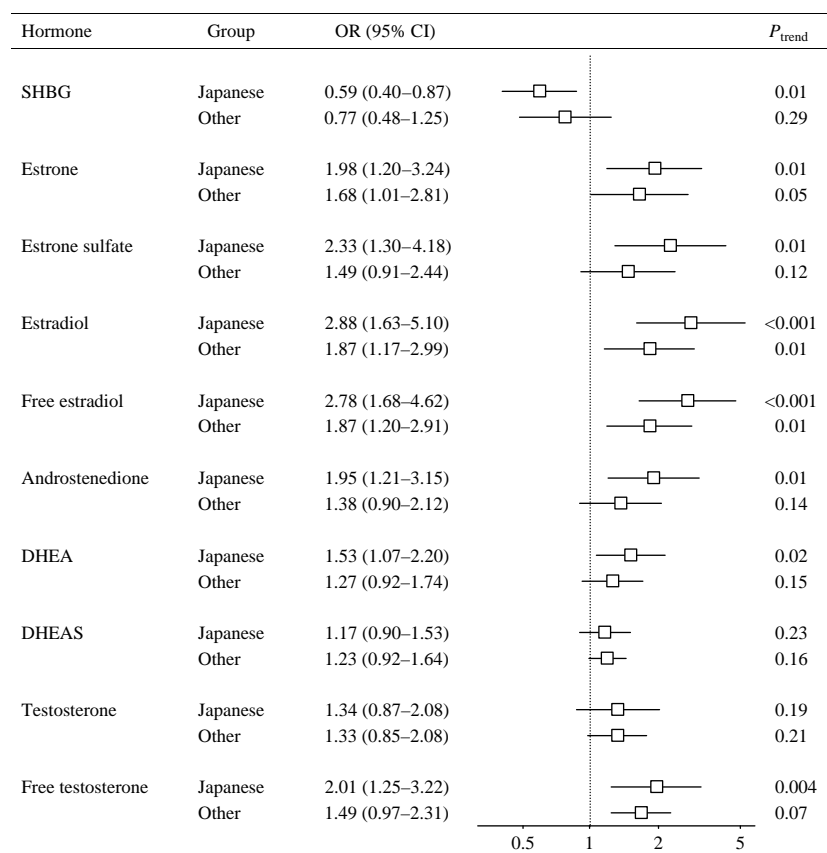 Hormone Group OR (95% CI) Ptrend
SHBG Japanese 0.59 (0.40–0.87) 0.01
Other 0.77 (0.48–1.25) 0.29
Estrone Japanese 1.98 (1.20–3.24) 0.01
Other 1.68 (1.01–2.81) 0.05
Estrone sulfate Japanese 2.33 (1.30–4.18) 0.01
Other 1.49 (0.91–2.44) 0.12
Estradiol Japanese 2.88 (1.63–5.10) <0.001
Other 1.87 (1.17–2.99) 0.01
Free estradiol Japanese 2.78 (1.68–4.62) <0.001
Other 1.87 (1.20–2.91) 0.01
Androstenedione Japanese 1.95 (1.21–3.15) 0.01
Other 1.38 (0.90–2.12) 0.14
DHEA Japanese 1.53 (1.07–2.20) 0.02
Other 1.27 (0.92–1.74) 0.15
DHEAS Japanese 1.17 (0.90–1.53) 0.23
Other 1.23 (0.92–1.64) 0.16
Testosterone Japanese 1.34 (0.87–2.08) 0.19
Other 1.33 (0.85–2.08) 0.21
Free testosterone Japanese 2.01 (1.25–3.22) 0.004
Other 1.49 (0.97–2.31) 0.07
0.5 1 2 5